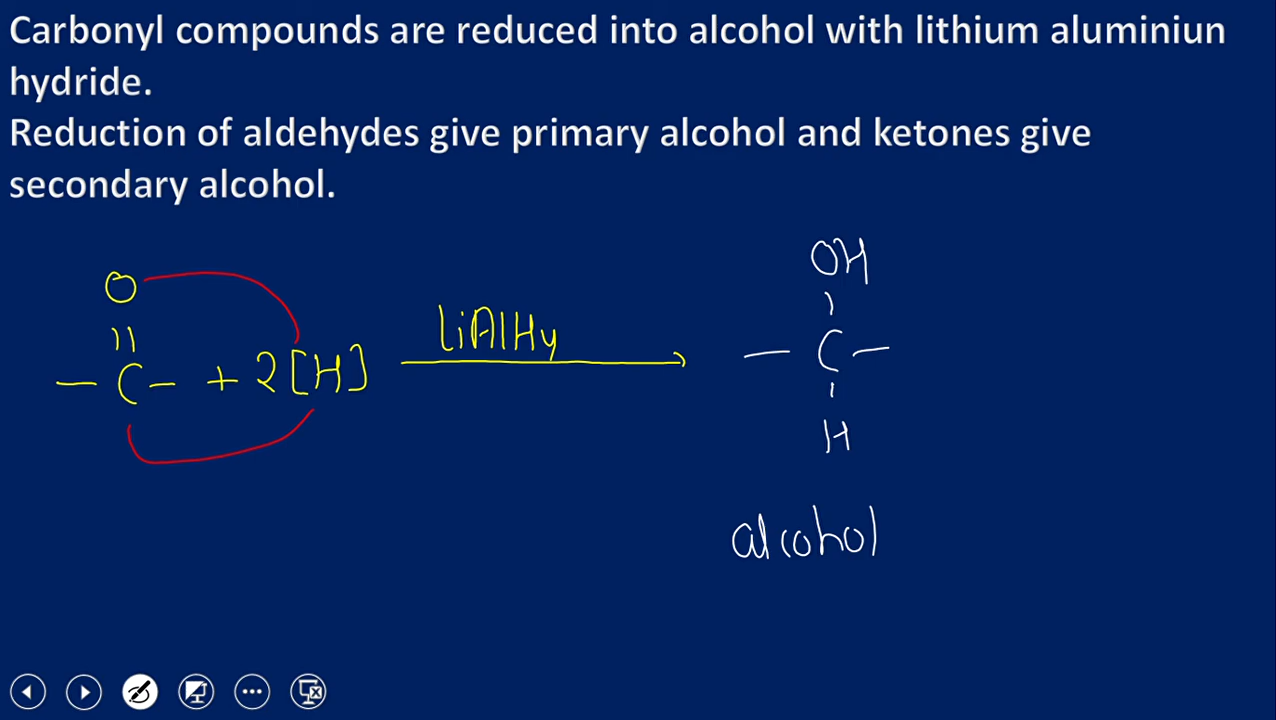 Carbonyl compounds are reduced into alcohol with lithium aluminiun
hydride.
Reduction of aldehydes give primary alcohol and ketones give
secondary alcohol.
O
||
— C — + 2 [H] LiAlH4 →
OH
|
— C —
|
H
alcohol